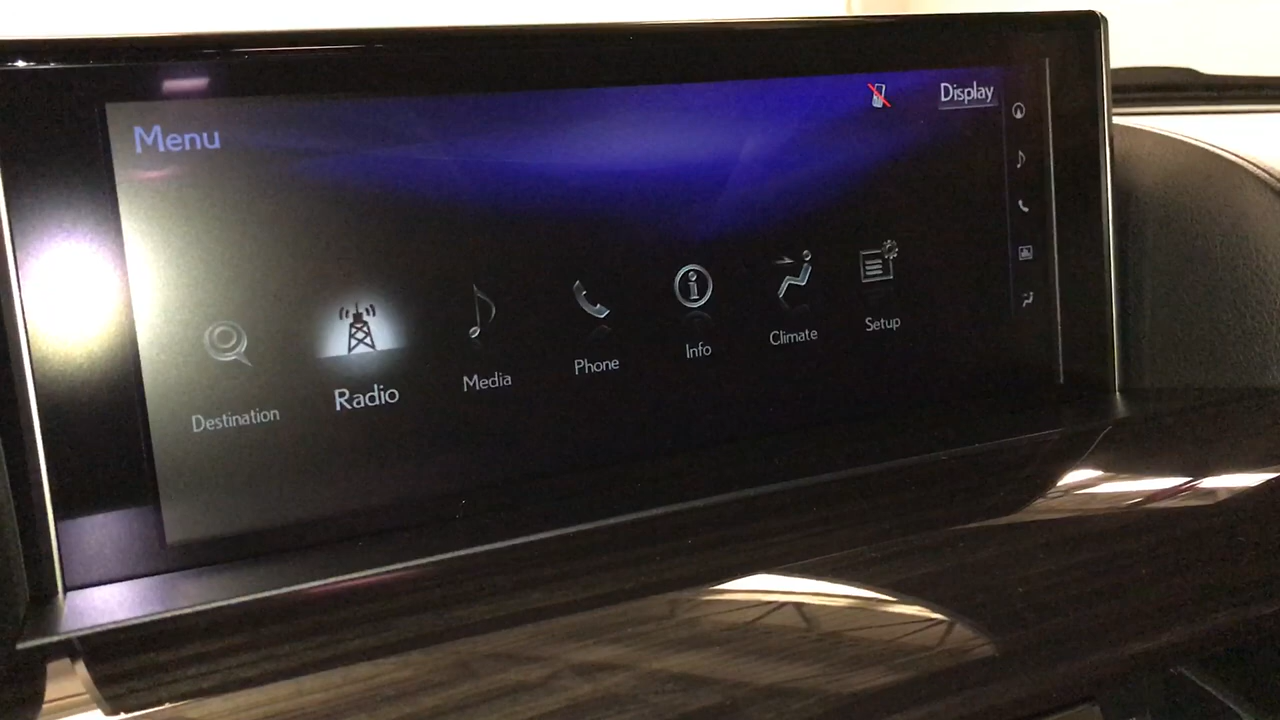 Menu
Display
Destination
Radio
Media
Phone
Info
Climate
Setup